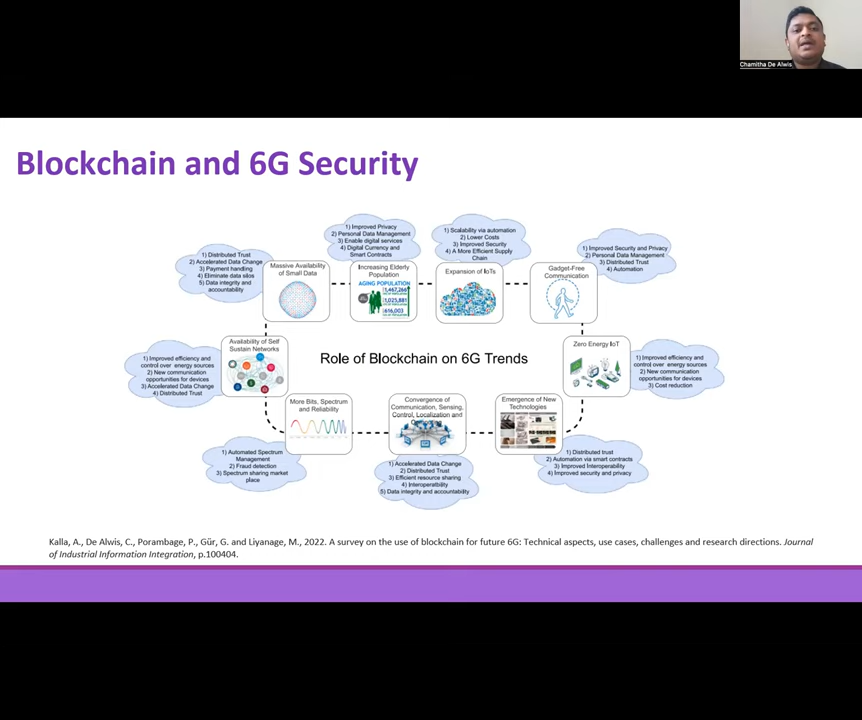 Chamitha De Alwis
Blockchain and 6G Security
1) Distributed Trust
2) Accelerated Data Change
3) Payment handling
4) Eliminate data silos
5) Data integrity and
accountability
Massive Availability
of Small Data
1) Improved Privacy
2) Personal Data Management
3) Enable digital services
4) Digital Currency and
Smart Contracts
Increasing Elderly
Population
AGING POPULATION
1,467,266
1,025,881
616,003
1) Scalability via automation
2) Lower Costs
3) Improved Security
4) A More Efficient Supply
Chain
Expansion of IoTs
1) Improved Security and Privacy
2) Personal Data Management
3) Distributed Trust
4) Automation
Gadget-Free
Communication
1) Improved efficiency and
control over energy sources
2) New communication
opportunities for devices
3) Accelerated Data Change
4) Distributed Trust
Availability of Self
Sustain Networks
Role of Blockchain on 6G Trends
Zero Energy IoT
1) Improved efficiency and
control over energy sources
2) New communication
opportunities for devices
3) Cost reduction
More Bits, Spectrum
and Reliability
1) Automated Spectrum
Management
2) Fraud detection
3) Spectrum sharing market
place
Convergence of
Communication, Sensing,
Control, Localization and
1) Accelerated Data Change
2) Distributed Trust
3) Efficient resource sharing
4) Interoperattbility
5) Data integrity and accountability
Emergence of New
Technologies
1) Distributed trust
2) Automation via smart contracts
3) Improved Interoperability
4) Improved security and privacy
Kalla, A., De Alwis, C., Porambage, P., Gür, G. and Liyanage, M., 2022. A survey on the use of blockchain for future 6G: Technical aspects, use cases, challenges and research directions. Journal
of Industrial Information Integration, p.100404.